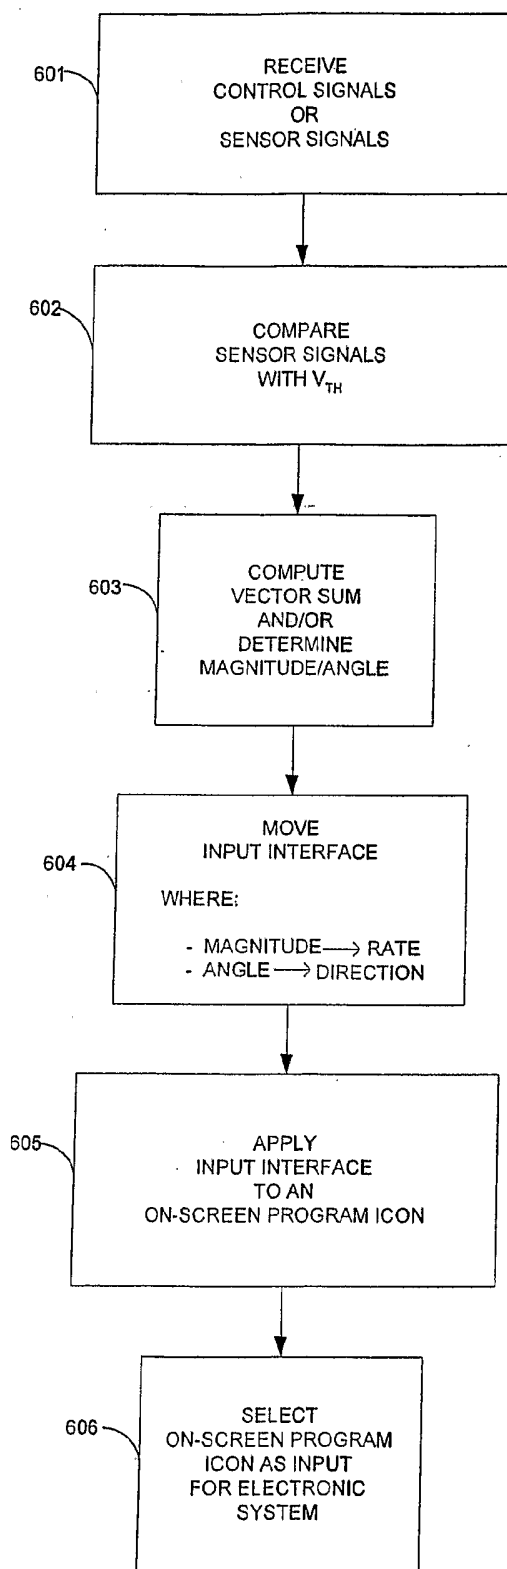 601
RECEIVE
CONTROL SIGNALS
OR
SENSOR SIGNALS
602
COMPARE
SENSOR SIGNALS
WITH V_TH
603
COMPUTE
VECTOR SUM
AND/OR
DETERMINE
MAGNITUDE/ANGLE
604
MOVE
INPUT INTERFACE
WHERE:
- MAGNITUDE → RATE
- ANGLE → DIRECTION
605
APPLY
INPUT INTERFACE
TO AN
ON-SCREEN PROGRAM ICON
606
SELECT
ON-SCREEN PROGRAM
ICON AS INPUT
FOR ELECTRONIC
SYSTEM